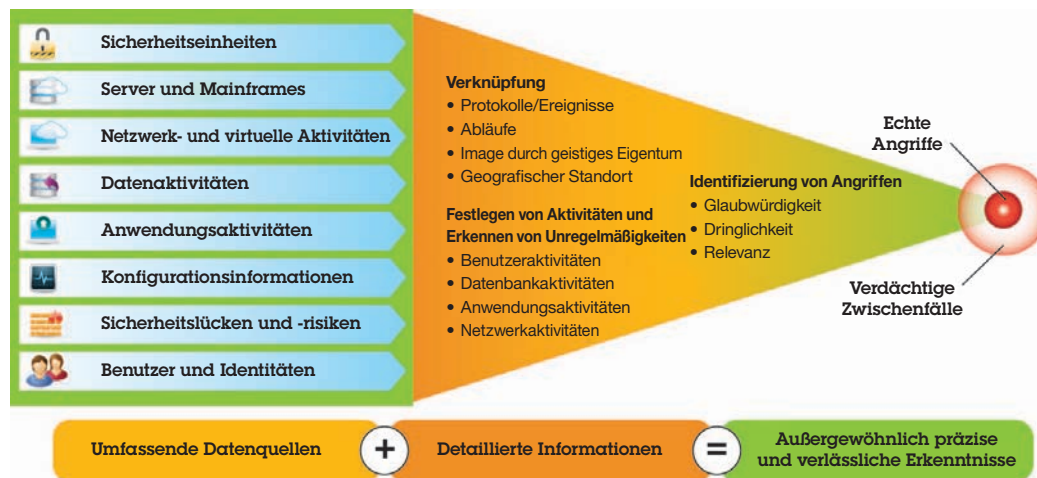 Sicherheitseinheiten
Server und Mainframes
Netzwerk- und virtuelle Aktivitäten
Datenaktivitäten
Anwendungsaktivitäten
Konfigurationsinformationen
Sicherheitslücken und -risiken
Benutzer und Identitäten
Verknüpfung
• Protokolle/Ereignisse
• Abläufe
• Image durch geistiges Eigentum
• Geografischer Standort
Festlegen von Aktivitäten und
Erkennen von Unregelmäßigkeiten
• Benutzeraktivitäten
• Datenbankaktivitäten
• Anwendungsaktivitäten
• Netzwerkaktivitäten
Identifizierung von Angriffen
• Glaubwürdigkeit
• Dringlichkeit
• Relevanz
Echte
Angriffe
Verdächtige
Zwischenfälle
Umfassende Datenquellen
+
Detaillierte Informationen
=
Außergewöhnlich präzise
und verlässliche Erkenntnisse